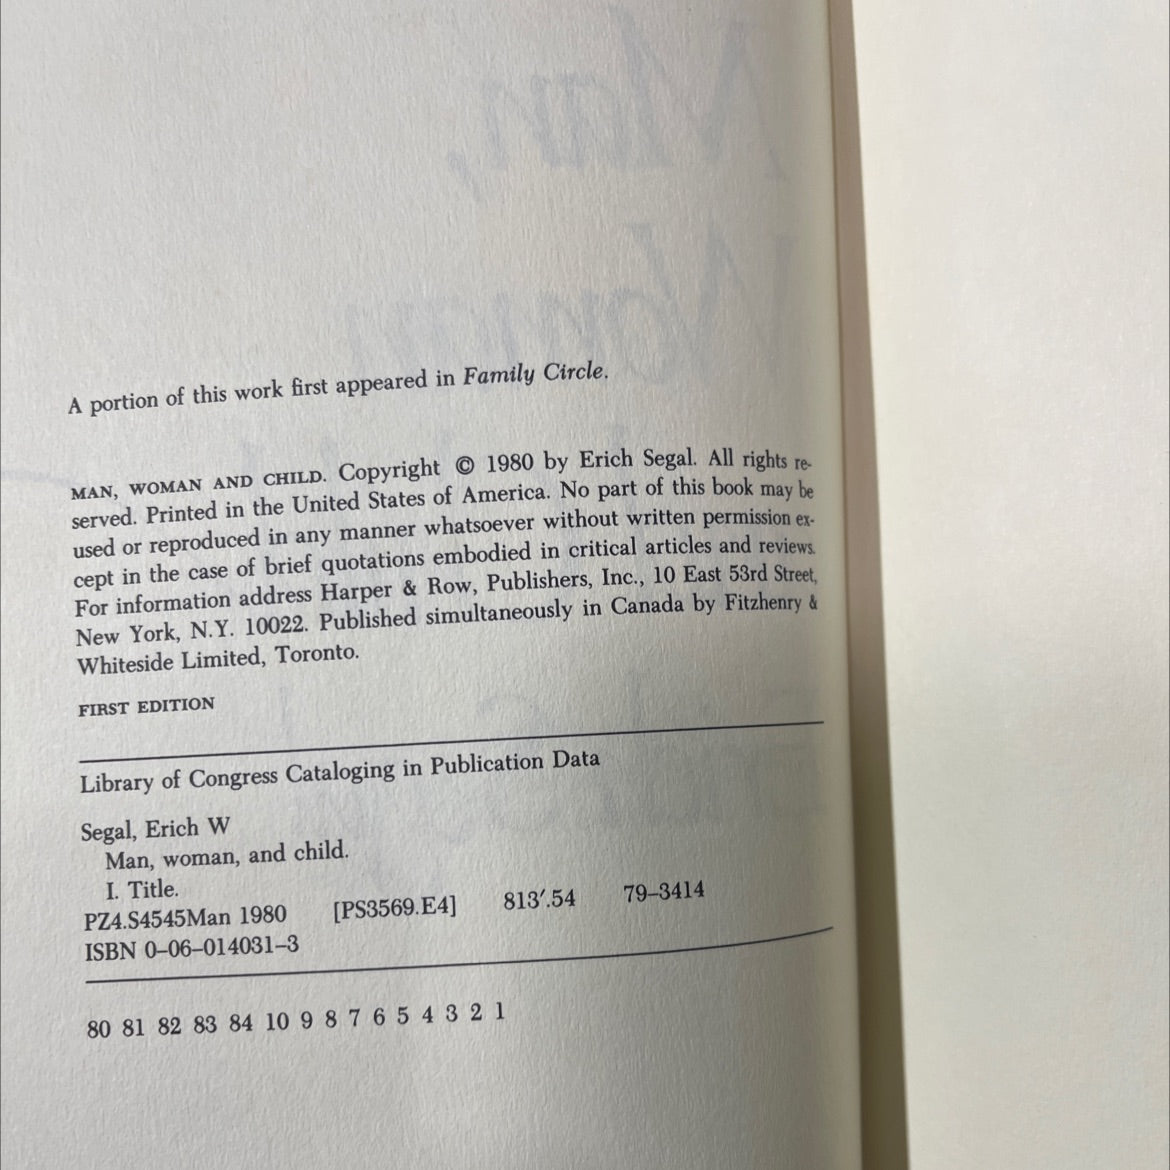 A portion of this work first appeared in Family Circle.
MAN, WOMAN AND CHILD. Copyright © 1980 by Erich Segal. All rights re-
served. Printed in the United States of America. No part of this book may be
used or reproduced in any manner whatsoever without written permission ex-
cept in the case of brief quotations embodied in critical articles and reviews.
For information address Harper & Row, Publishers, Inc., 10 East 53rd Street,
New York, N.Y. 10022. Published simultaneously in Canada by Fitzhenry &
Whiteside Limited, Toronto.
FIRST EDITION
Library of Congress Cataloging in Publication Data
Segal, Erich W
Man, woman, and child.
I. Title.
PZ4.S4545Man 1980 [PS3569.E4] 813′.54 79–3414
ISBN 0–06–014031–3
80 81 82 83 84 10 9 8 7 6 5 4 3 2 1